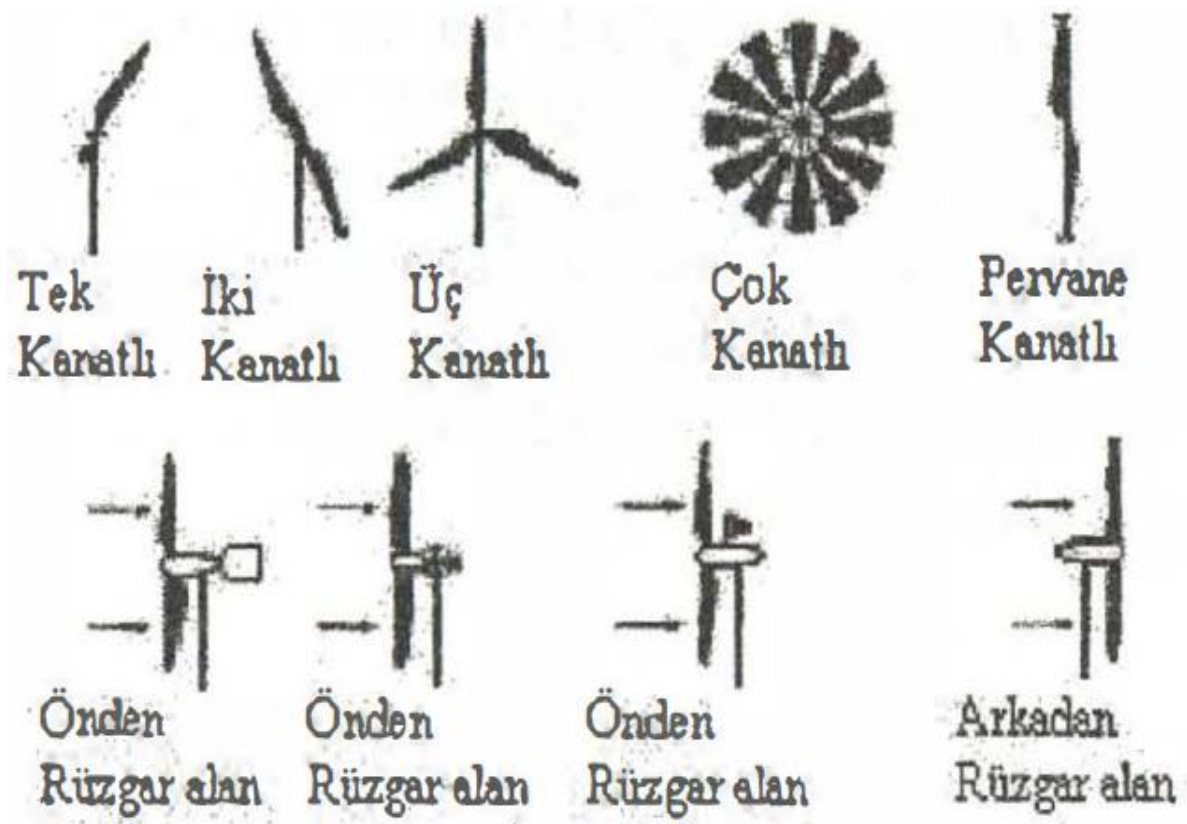 Tek
Kanatlı
İki
Kanatlı
Üç
Kanatlı
Çok
Kanatlı
Pervane
Kanatlı
Önden
Rüzgar alan
Önden
Rüzgar alan
Önden
Rüzgar alan
Arkadan
Rüzgar alan